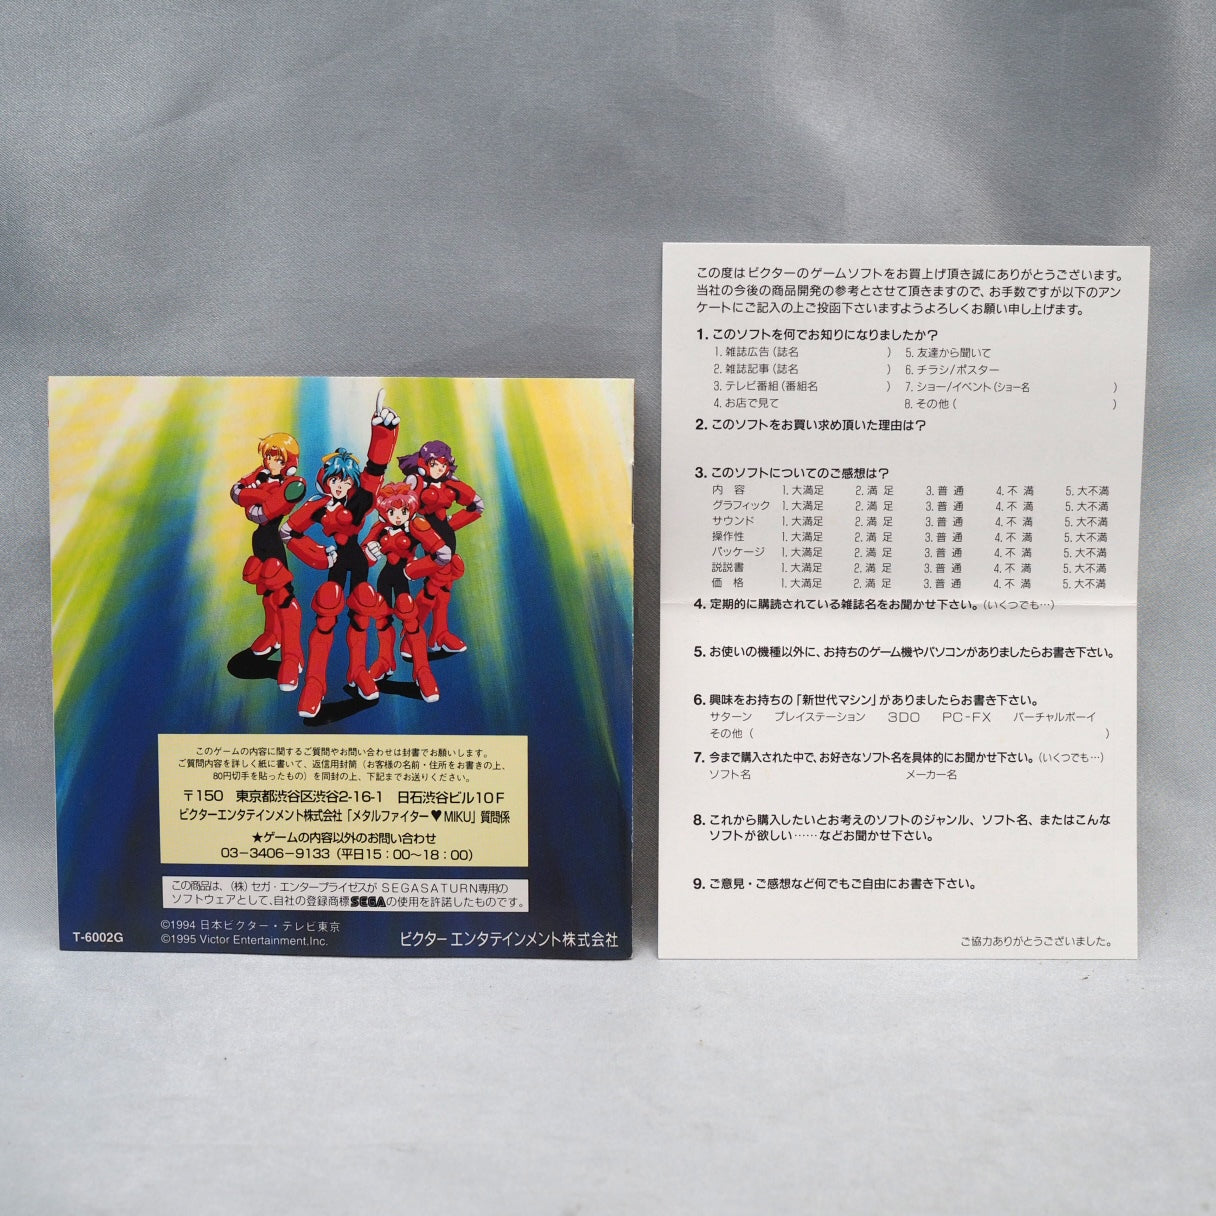 このゲームの内容に関するご質問やお問い合わせは封書でお願いします。
ご質問内容を詳しく紙に書いて、返信用封筒（お客様の名前・住所をお書きの上、
80円切手を貼ったもの）を同封の上、下記までお送りください。
〒150 東京都渋谷区渋谷2-16-1 日石渋谷ビル10F
ビクターエンタテインメント株式会社「メタルファイター♥MIKU」質問係
★ゲームの内容以外のお問い合わせ
03-3406-9133（平日15：00〜18：00）
この商品は、（株）セガ・エンタープライゼスが SEGASATURN専用の
ソフトウェアとして、自社の登録商標SEGAの使用を許諾したものです。
©1994 日本ビクター・テレビ東京
T-6002G ©1995 Victor Entertainment,Inc. ビクター エンタテインメント株式会社
この度はビクターのゲームソフトをお買上げ頂き誠にありがとうございます。
当社の今後の商品開発の参考とさせて頂きますので、お手数ですが以下のアン
ケートにご記入の上ご投函下さいますようよろしくお願い申し上げます。
1. このソフトを何でお知りになりましたか？
1. 雑誌広告（誌名 ） 5. 友達から聞いて
2. 雑誌記事（誌名 ） 6. チラシ/ポスター
3. テレビ番組（番組名 ） 7. ショー/イベント（ショー名 ）
4. お店で見て 8. その他（ ）
2. このソフトをお買い求め頂いた理由は？
3. このソフトについてのご感想は？
内 容 1. 大満足 2. 満 足 3. 普 通 4. 不 満 5. 大不満
グラフィック 1. 大満足 2. 満 足 3. 普 通 4. 不 満 5. 大不満
サウンド 1. 大満足 2. 満 足 3. 普 通 4. 不 満 5. 大不満
操作性 1. 大満足 2. 満 足 3. 普 通 4. 不 満 5. 大不満
パッケージ 1. 大満足 2. 満 足 3. 普 通 4. 不 満 5. 大不満
説説書 1. 大満足 2. 満 足 3. 普 通 4. 不 満 5. 大不満
価 格 1. 大満足 2. 満 足 3. 普 通 4. 不 満 5. 大不満
4. 定期的に購読されている雑誌名をお聞かせ下さい。（いくつでも…）
5. お使いの機種以外に、お持ちのゲーム機やパソコンがありましたらお書き下さい。
6. 興味をお持ちの「新世代マシン」がありましたらお書き下さい。
サターン プレイステーション 3DO PC-FX バーチャルボーイ
その他（ ）
7. 今まで購入された中で、お好きなソフト名を具体的にお聞かせ下さい。（いくつでも…）
ソフト名 メーカー名
8. これから購入したいとお考えのソフトのジャンル、ソフト名、またはこんな
ソフトが欲しい……などお聞かせ下さい。
9. ご意見・ご感想など何でもご自由にお書き下さい。
ご協力ありがとうございました。